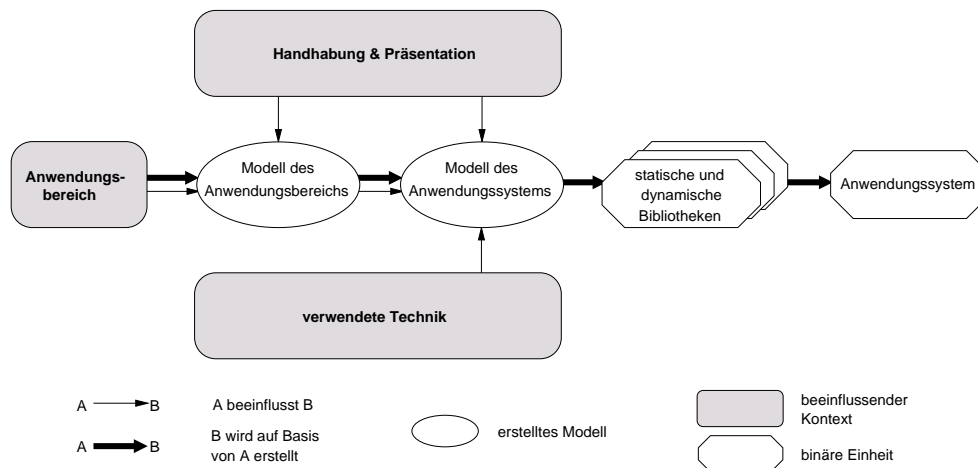 Handhabung & Präsentation
Anwendungs-
bereich
Modell des
Anwendungsbereichs
Modell des
Anwendungssystems
statische und
dynamische
Bibliotheken
Anwendungssystem
verwendete Technik
A B A beeinflusst B
A B B wird auf Basis
von A erstellt
erstelltes Modell
beeinflussender
Kontext
binäre Einheit